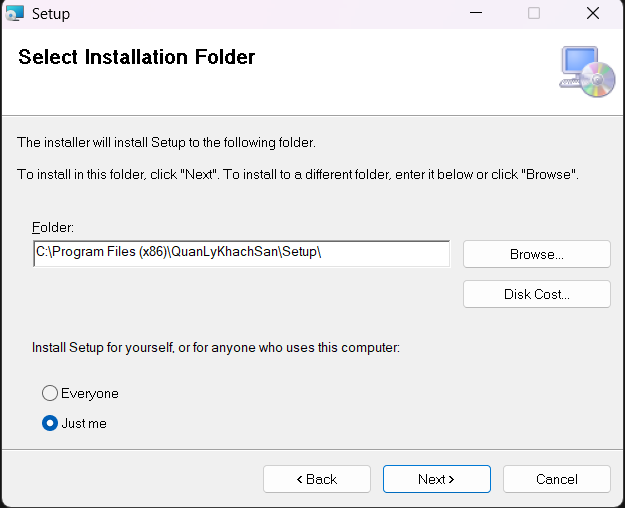 Setup
Select Installation Folder
The installer will install Setup to the following folder.
To install in this folder, click "Next". To install to a different folder, enter it below or click "Browse".
Folder:
C:\Program Files (x86)\QuanLyKhachSan\Setup\
Browse...
Disk Cost...
Install Setup for yourself, or for anyone who uses this computer:
Everyone
Just me
< Back
Next >
Cancel